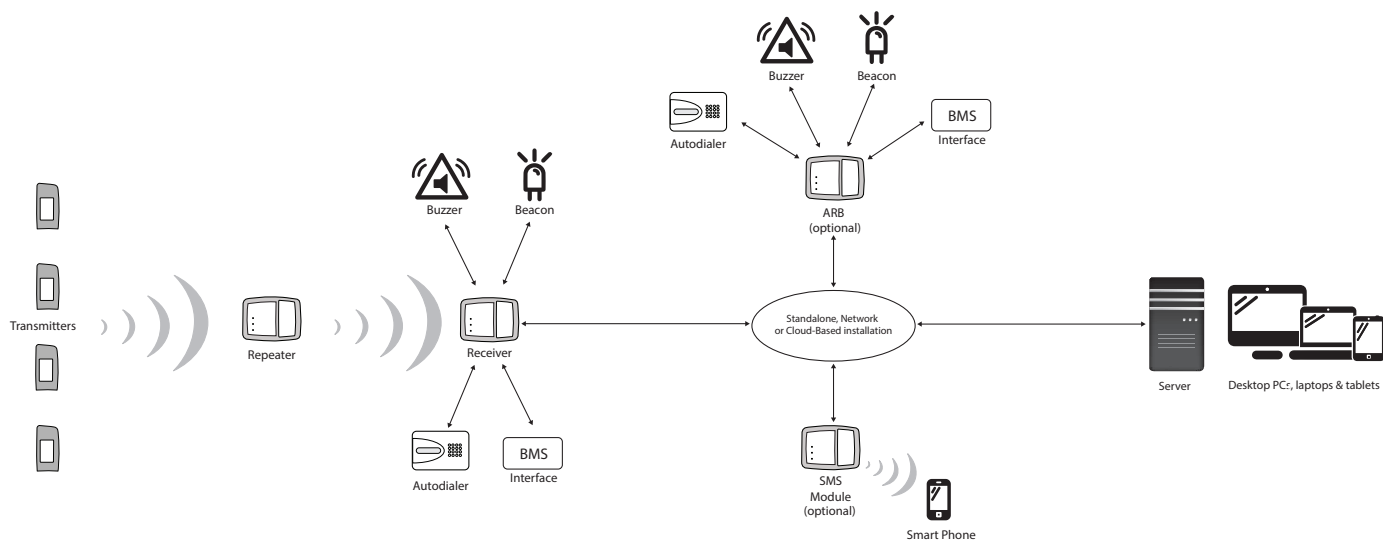 Buzzer
Beacon
Autodialer
BMS
Interface
ARB
(optional)
Buzzer
Beacon
Transmitters
Repeater
Receiver
Standalone, Network
or Cloud-Based installation
Server
Desktop PCs, laptops & tablets
Autodialer
BMS
Interface
SMS
Module
(optional)
Smart Phone